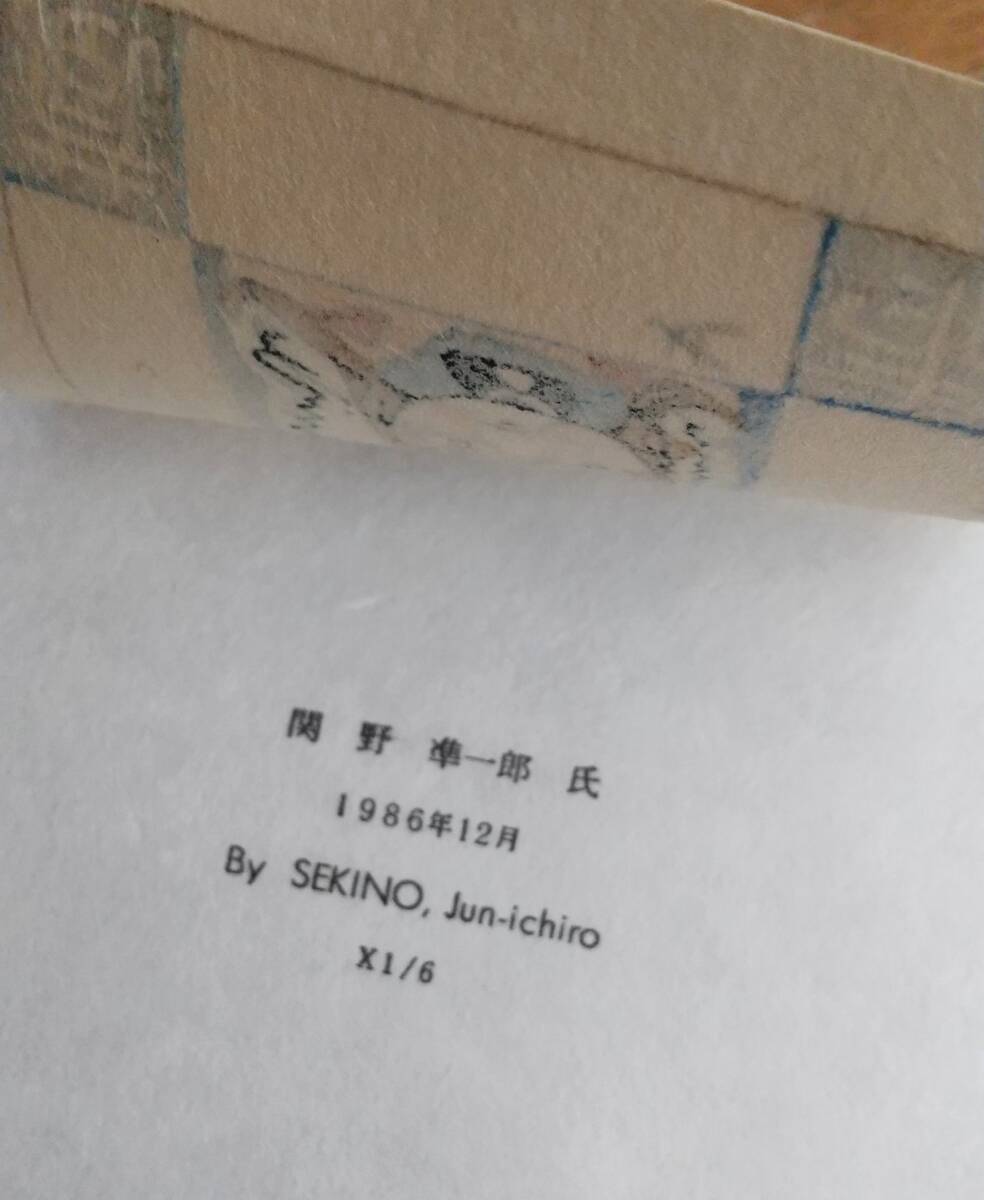 関野 凖一郎 氏
1986年12月
By SEKINO, Jun-ichiro
X1/6